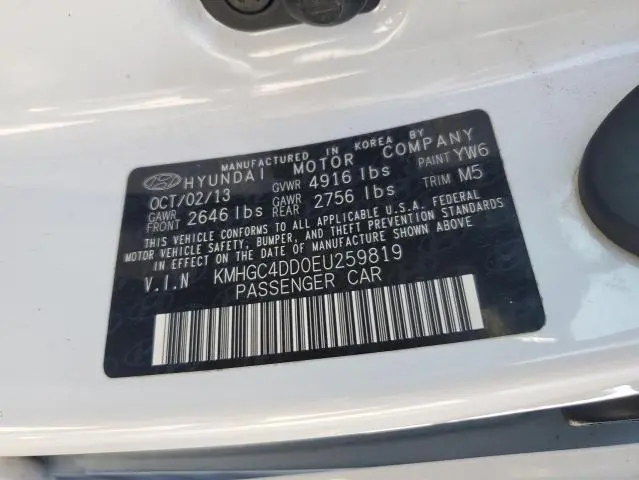 MANUFACTURED IN KOREA BY
HYUNDAI MOTOR COMPANY
OCT/02/13 GVWR 4916 lbs PAINT YW6
GAWR FRONT 2646 lbs GAWR REAR 2756 lbs TRIM M5
THIS VEHICLE CONFORMS TO ALL APPLICABLE U.S.A. FEDERAL
MOTOR VEHICLE SAFETY, BUMPER, AND THEFT PREVENTION STANDARDS
IN EFFECT ON THE DATE OF MANUFACTURE SHOWN ABOVE.
V.I.N KMHGC4DD0EU259819
PASSENGER CAR